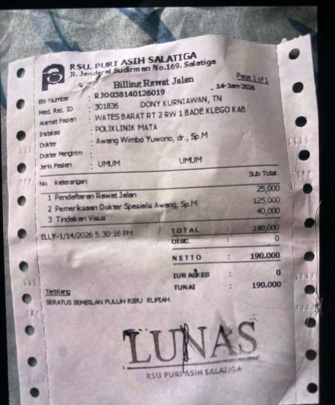 RSU PURI ASIH SALATIGA
Jl. Jenderal Sudirman No.169. Salatiga
Page 1 of 1
Billing Rawat Jalan
14-Jan-2026
Bill Number : RJ00038140126019
Med. Rec. ID : 301836 DONY KURNIAWAN, TN
Alamat Pasien : WATES BARAT RT 2 RW 1 BADE KLEGO KAB
Instalasi : POLIKLINIK MATA
Dokter : Awang Wimbo Yuwono, dr., Sp.M
Dokter Pengirim :
Jenis Pasien : UMUM UMUM
No. Keterangan Sub Total
1 Pendaftaran Rawat Jalan 25,000
2 Pemeriksaan Dokter Spesialis Awang, Sp.M 125,000
3 Tindakan Visus 40,000
ELLY-1/14/2026 5:30:16 PM
TOTAL 190,000
DISC. : 0
NETTO : 190.000
IUR ASKES : 0
TUNAI : 190.000
Terbilang
SERATUS SEMBILAN PULUH RIBU RUPIAH
LUNAS
RSU PURI ASIH SALATIGA